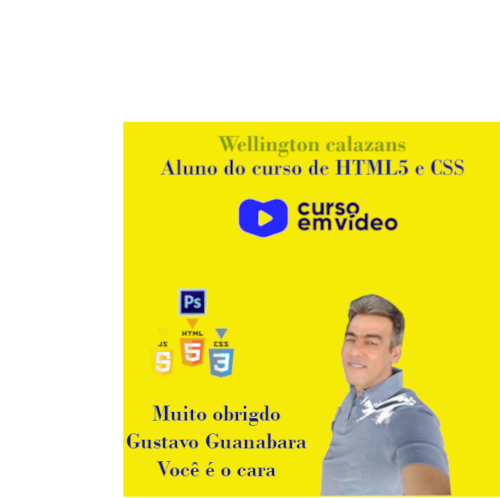 Wellington calazans
Aluno do curso de HTML5 e CSS
curso
emvídeo
Ps
JS HTML CSS
5 5 3
Muito obrigdo
Gustavo Guanabara
Você é o cara